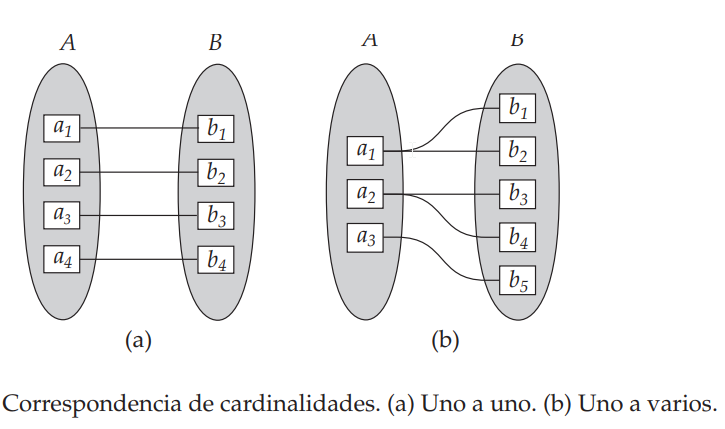 A B
a1 b1
a2 b2
a3 b3
a4 b4
(a)
A B
b1
a1 b2
a2 b3
a3 b4
b5
(b)
Correspondencia de cardinalidades. (a) Uno a uno. (b) Uno a varios.